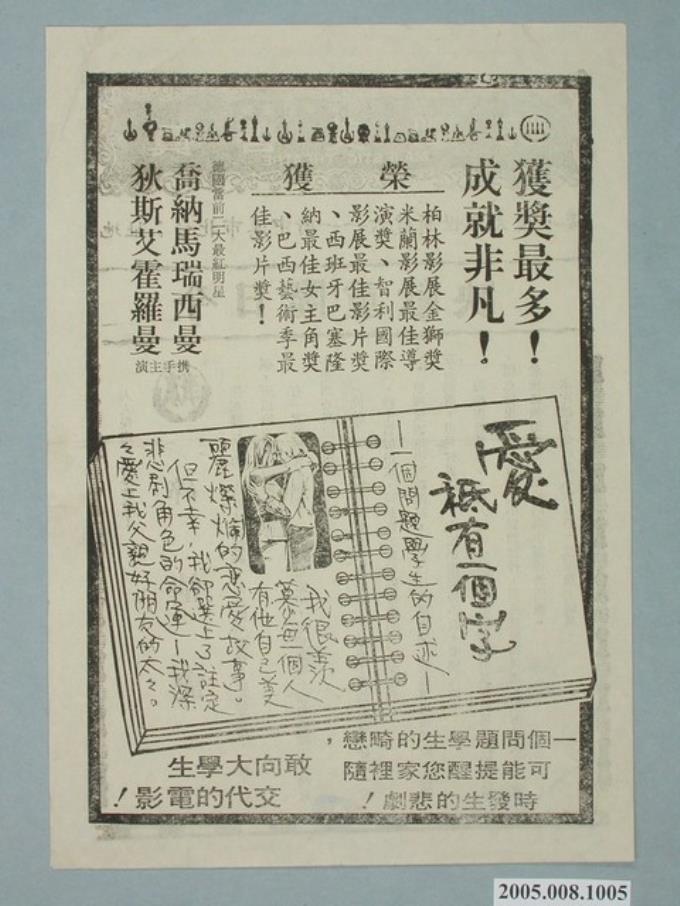 獲獎最多！
成就非凡！
榮獲
柏林影展金獅獎
米蘭影展最佳導
演獎、智利國際
影展最佳影片獎
、西班牙巴塞隆
納最佳女主角獎
、巴西藝術季最
佳影片獎！
德國當前二大最紅明星
喬納馬瑞西曼
狄斯艾霍羅曼
携手主演
愛
祗有一個字
—一個問題學生的自述—
我很羨
慕每一個人
有他自己美
麗燦爛的戀愛故事。
但不幸，我卻選上了註定
悲劇角色的命運—我深
深愛上我父親好朋友的太太。
一個問題學生的畸戀，
可能提醒您家裡隨
時發生的悲劇！
敢向大學生
交代的電影！
2005.008.1005